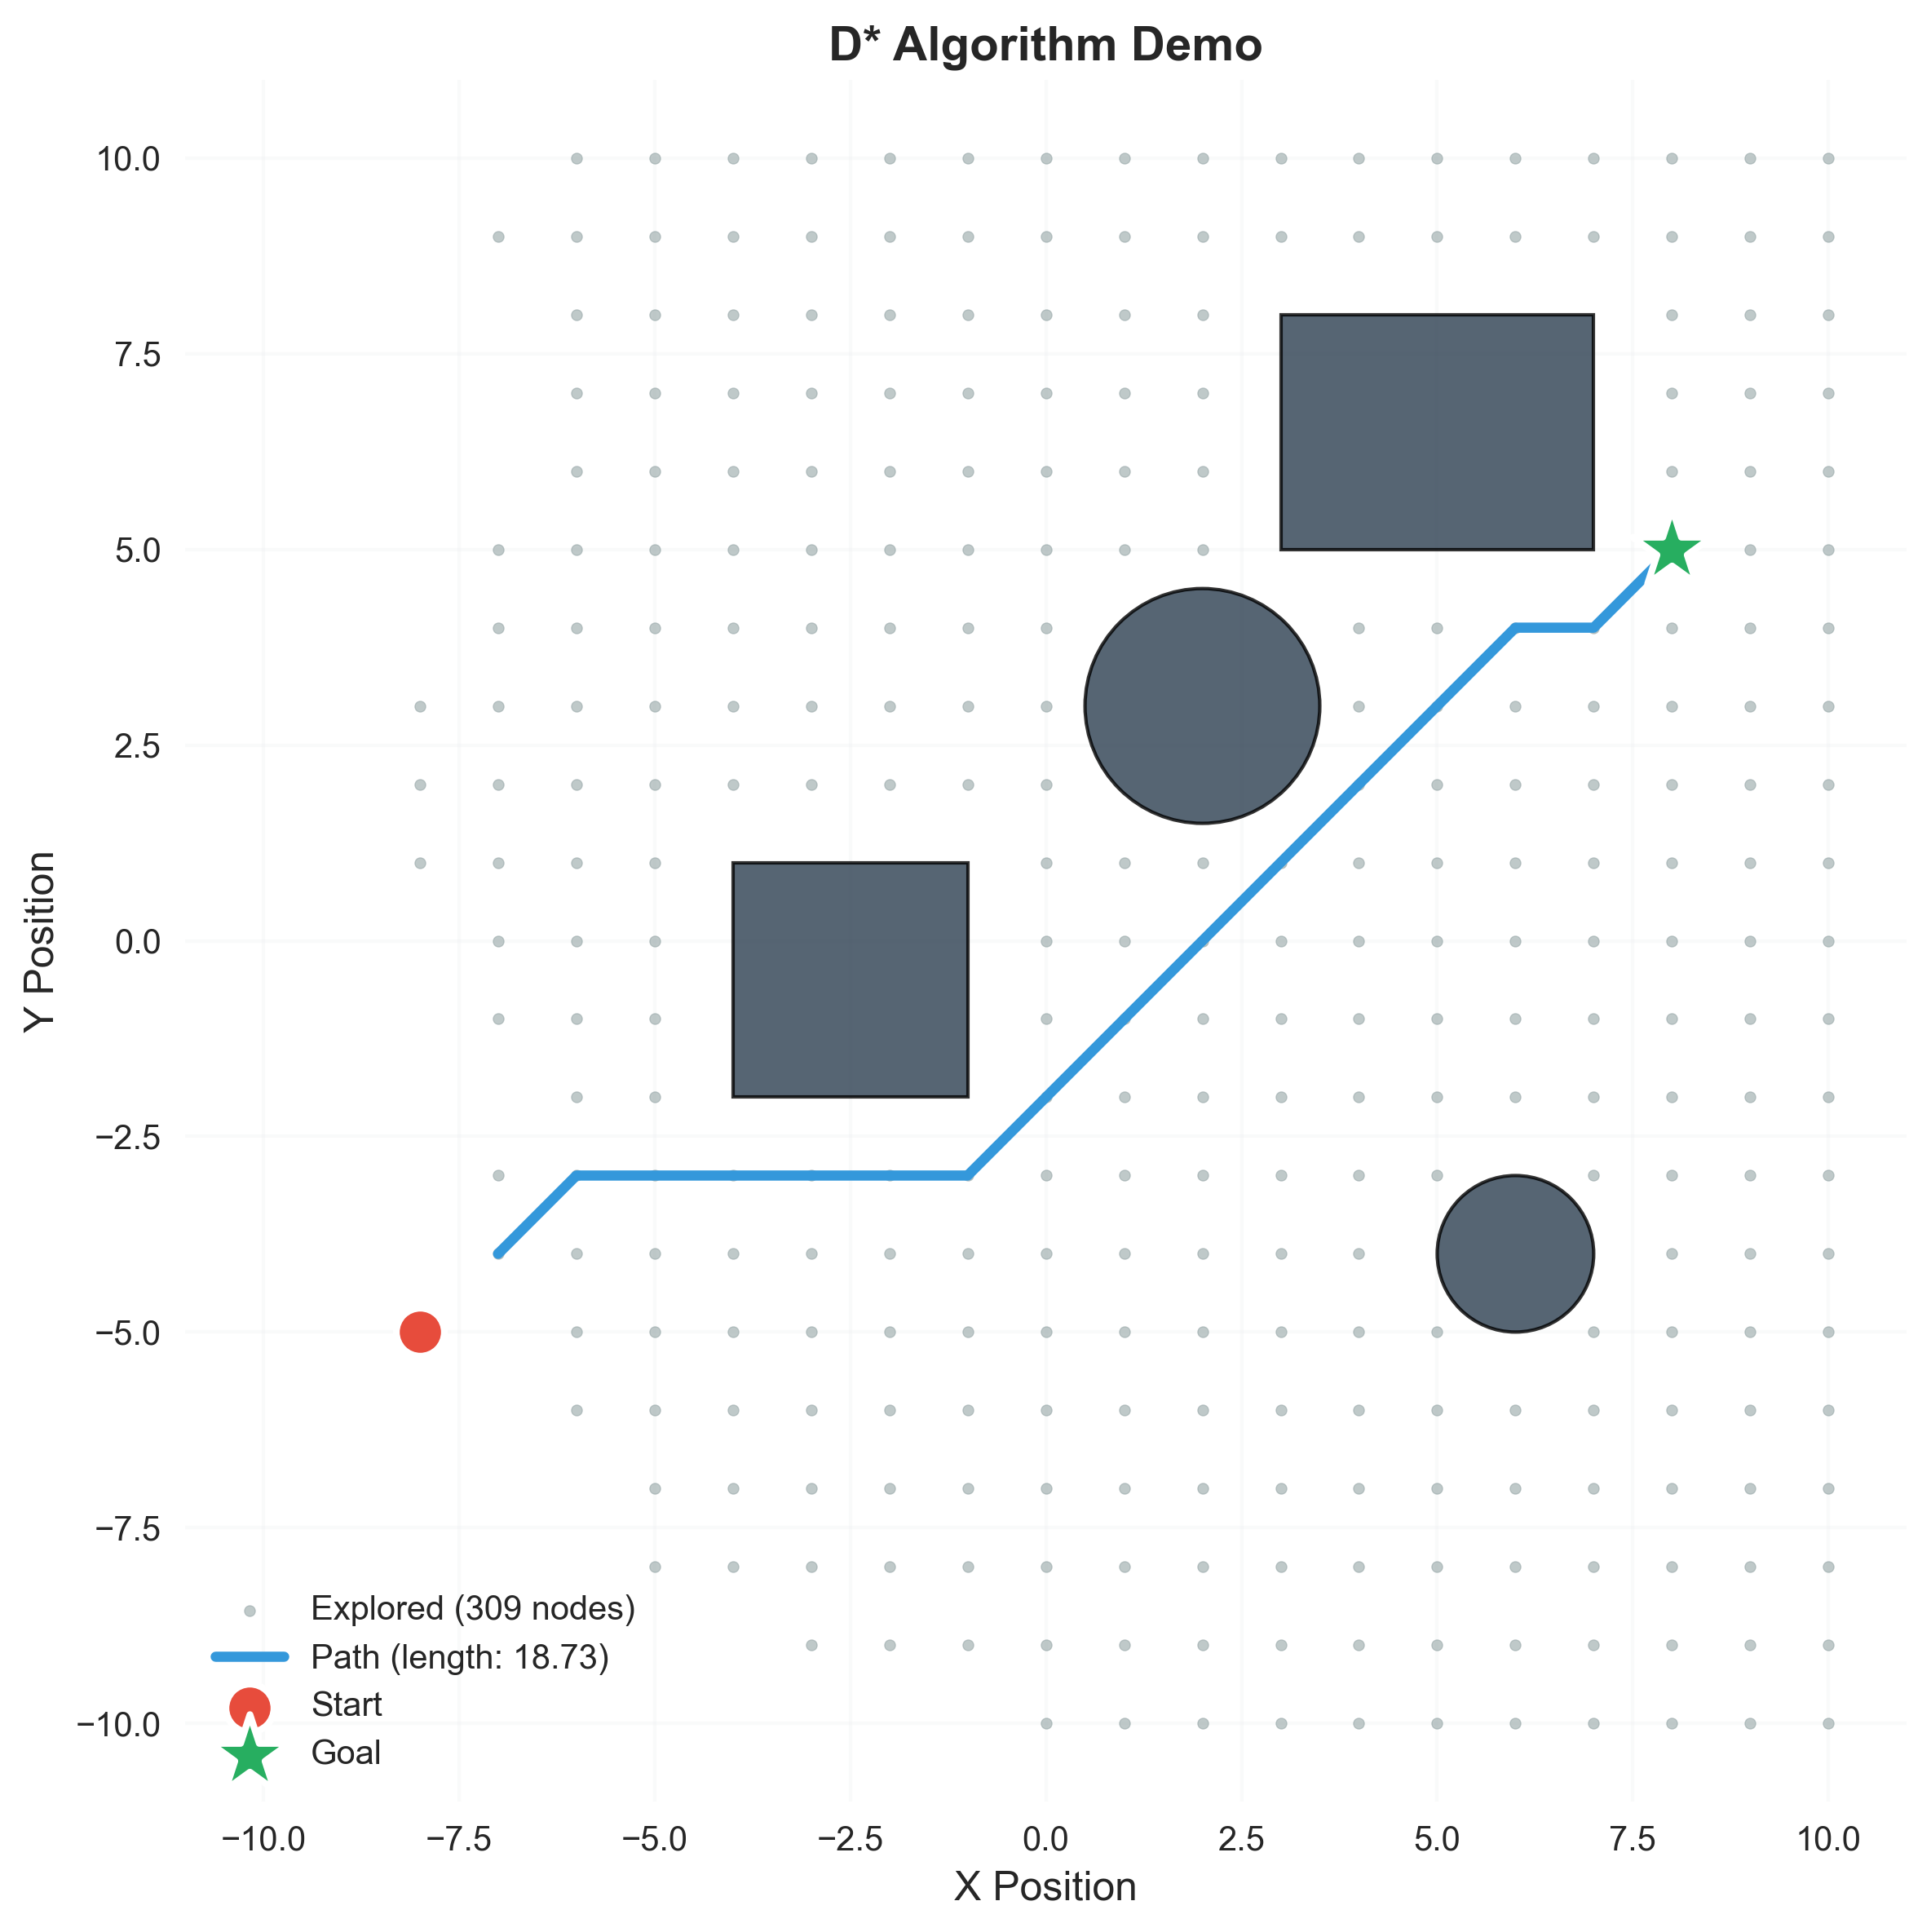 D* Algorithm Demo
10.0
7.5
5.0
2.5
0.0
−2.5
−5.0
−7.5
−10.0
Y Position
Explored (309 nodes)
Path (length: 18.73)
Start
Goal
−10.0 −7.5 −5.0 −2.5 0.0 2.5 5.0 7.5 10.0
X Position